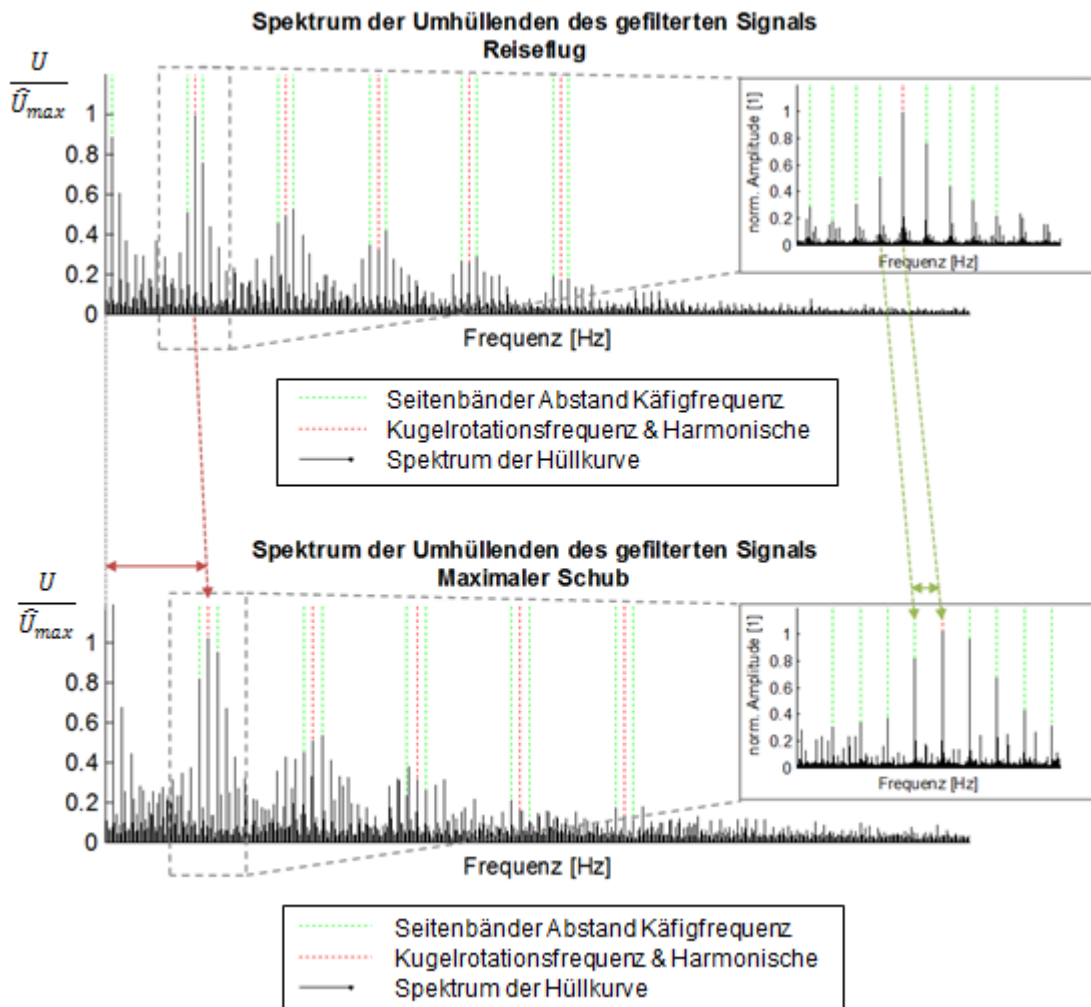 Spektrum der Umhüllenden des gefilterten Signals
Reiseflug
U
Û_max
1
0.8
0.6
0.4
0.2
0
Frequenz [Hz]
norm. Amplitude [1]
1
0.8
0.6
0.4
0.2
0
Frequenz [Hz]
Seitenbänder Abstand Käfigfrequenz
Kugelrotationsfrequenz & Harmonische
Spektrum der Hüllkurve
Spektrum der Umhüllenden des gefilterten Signals
Maximaler Schub
U
Û_max
1
0.8
0.6
0.4
0.2
0
Frequenz [Hz]
norm. Amplitude [1]
1
0.8
0.6
0.4
0.2
0
Frequenz [Hz]
Seitenbänder Abstand Käfigfrequenz
Kugelrotationsfrequenz & Harmonische
Spektrum der Hüllkurve